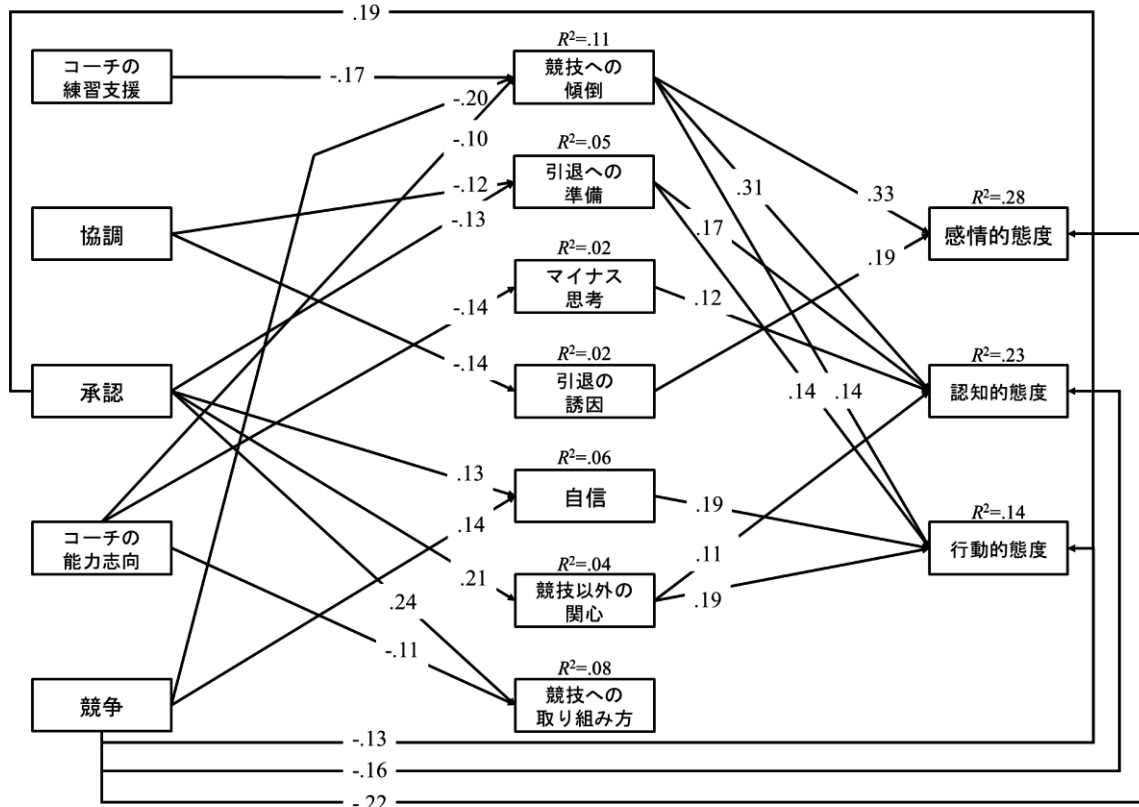 .19
R²=.11
コーチの
練習支援
-.17
競技への
傾倒
-.20
-.10
R²=.05
協調
-.12
引退への
準備
-.13
.31
.33
R²=.28
感情的態度
.17
.19
R²=.02
マイナス
思考
-.14
.12
R²=.02
承認
-.14
引退の
誘因
.14
.14
R²=.23
認知的態度
R²=.06
.13
自信
.19
.14
コーチの
能力志向
R²=.14
行動的態度
R²=.04
.21
競技以外の
関心
.11
.19
.24
-.11
R²=.08
競争
競技への
取り組み方
-.13
-.16
-.22